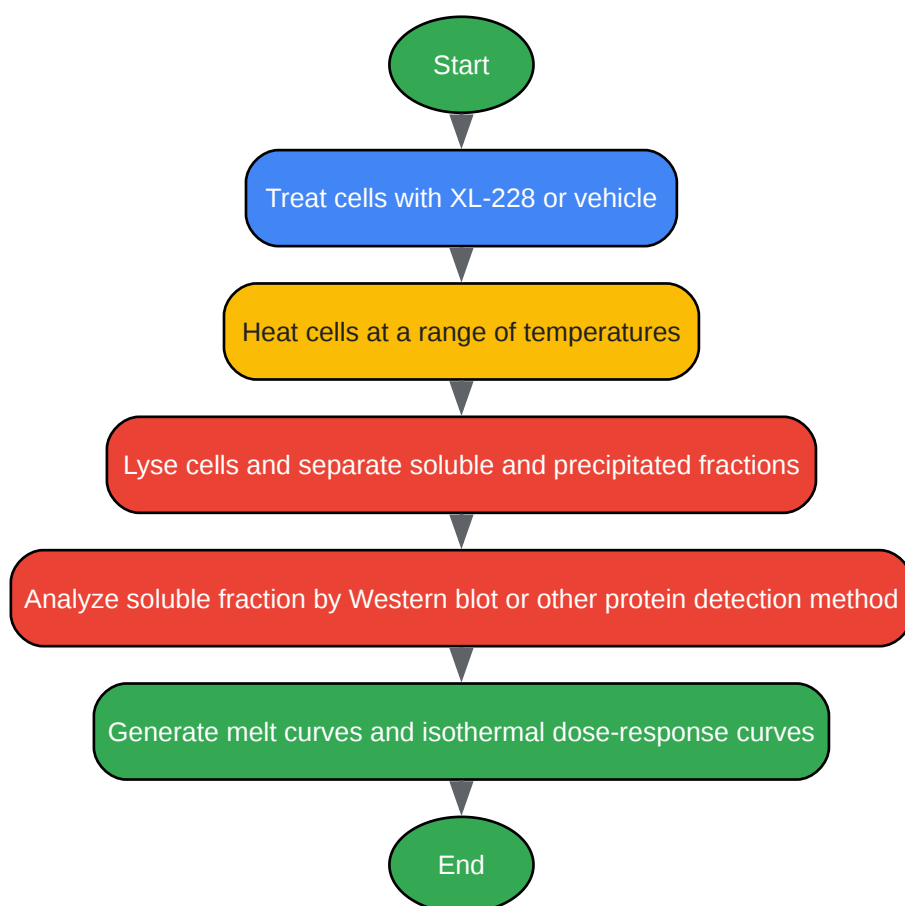 Start
Treat cells with XL-228 or vehicle
Heat cells at a range of temperatures
Lyse cells and separate soluble and precipitated fractions
Analyze soluble fraction by Western blot or other protein detection method
Generate melt curves and isothermal dose-response curves
End